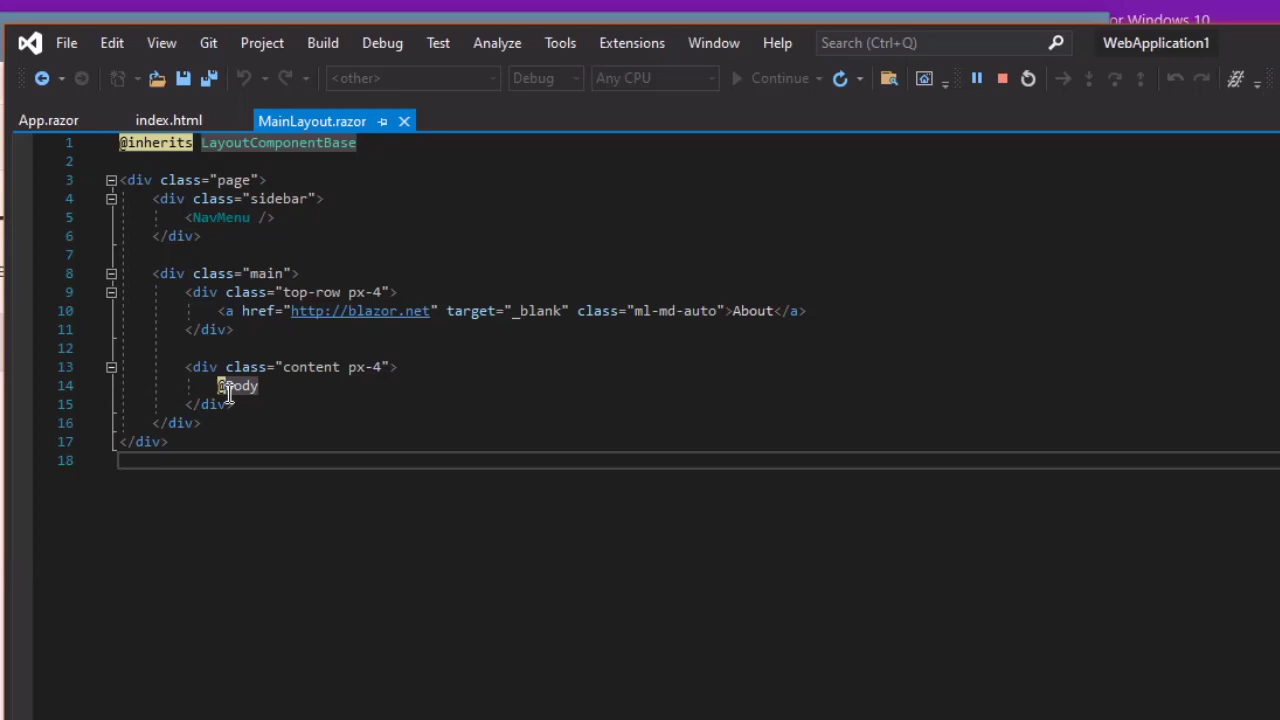 or Windows 10
File Edit View Git Project Build Debug Test Analyze Tools Extensions Window Help Search (Ctrl+Q) WebApplication1
<other> Debug Any CPU Continue
App.razor index.html MainLayout.razor
1 @inherits LayoutComponentBase
2
3 <div class="page">
4 <div class="sidebar">
5 <NavMenu />
6 </div>
7
8 <div class="main">
9 <div class="top-row px-4">
10 <a href="http://blazor.net" target="_blank" class="ml-md-auto">About</a>
11 </div>
12
13 <div class="content px-4">
14 @Body
15 </div>
16 </div>
17 </div>
18